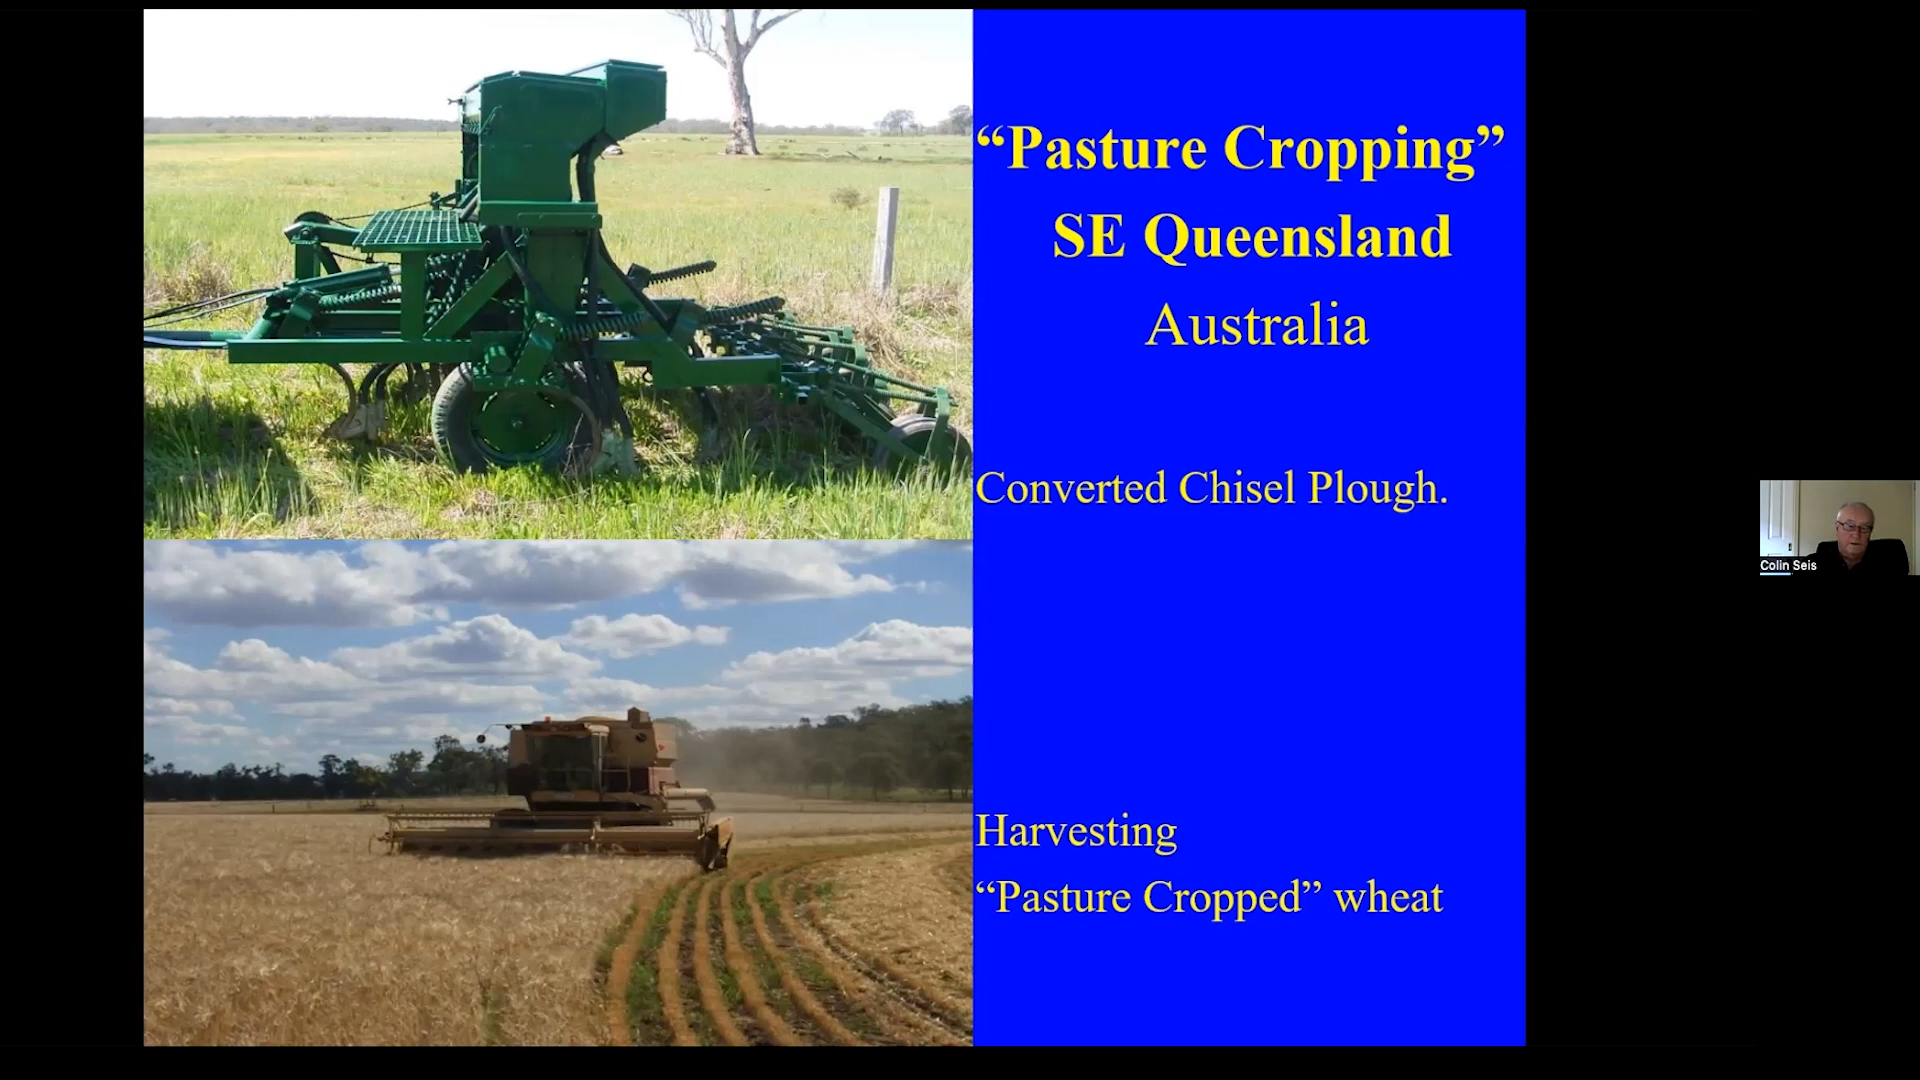 “Pasture Cropping”
SE Queensland
Australia
Converted Chisel Plough.
Harvesting
“Pasture Cropped” wheat
Colin Seis